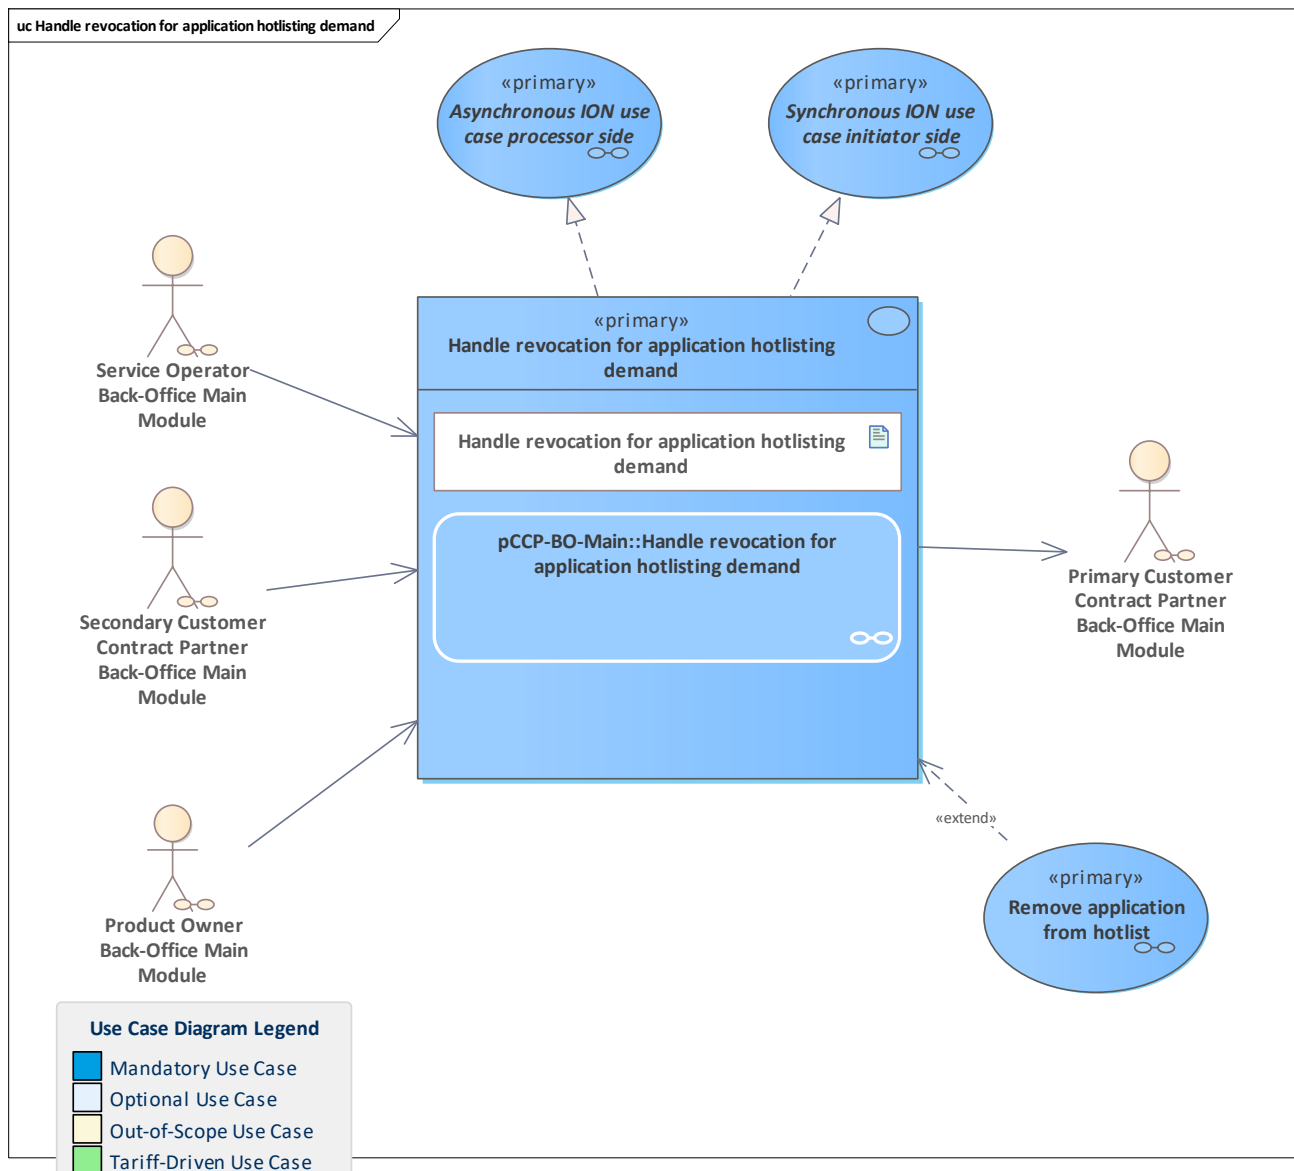 uc Handle revocation for application hotlisting demand
«primary»
Asynchronous ION use
case processor side
«primary»
Synchronous ION use
case initiator side
Service Operator
Back-Office Main
Module
«primary»
Handle revocation for application hotlisting
demand
Handle revocation for application hotlisting
demand
pCCP-BO-Main::Handle revocation for
application hotlisting demand
Secondary Customer
Contract Partner
Back-Office Main
Module
Primary Customer
Contract Partner
Back-Office Main
Module
Product Owner
Back-Office Main
Module
«extend»
«primary»
Remove application
from hotlist
Use Case Diagram Legend
Mandatory Use Case
Optional Use Case
Out-of-Scope Use Case
Tariff-Driven Use Case